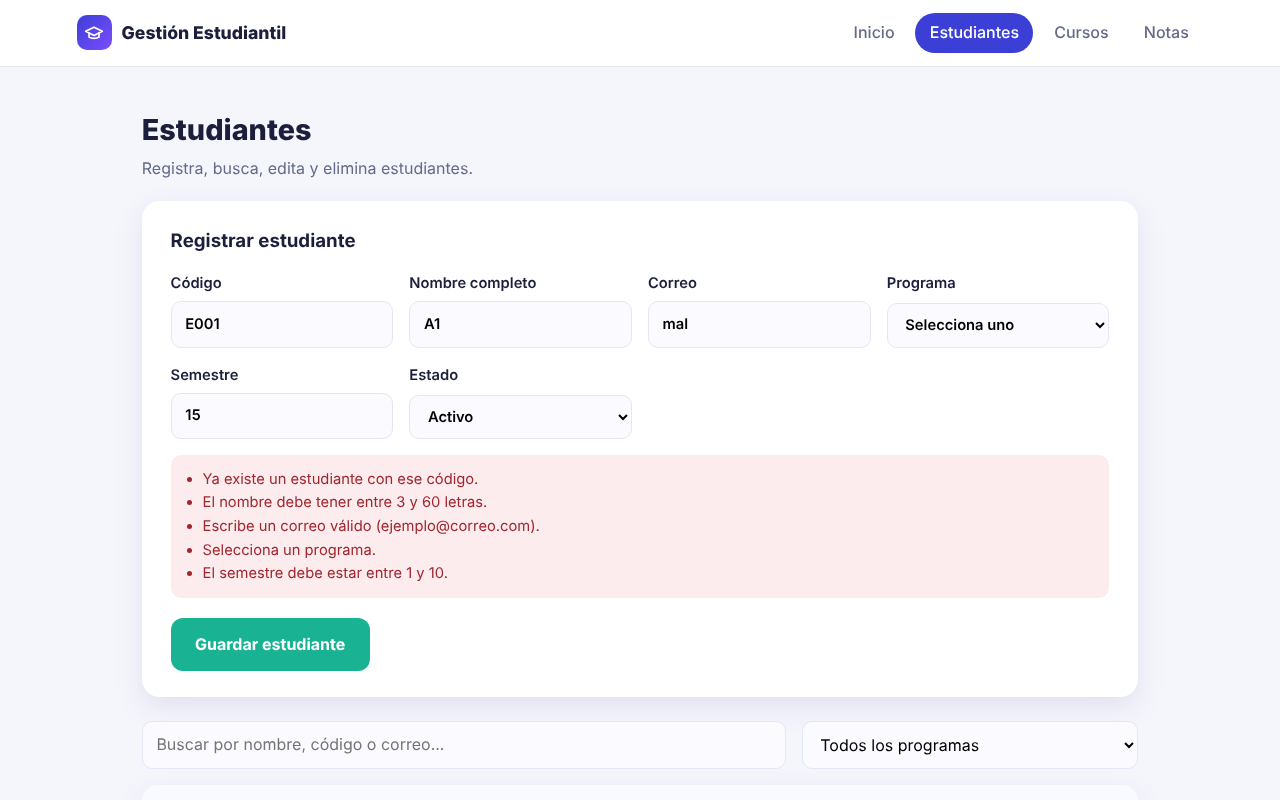 Gestión Estudiantil
Inicio
Estudiantes
Cursos
Notas
Estudiantes
Registra, busca, edita y elimina estudiantes.
Registrar estudiante
Código
Nombre completo
Correo
Programa
E001
A1
mal
Selecciona uno
Semestre
Estado
15
Activo
Ya existe un estudiante con ese código.
El nombre debe tener entre 3 y 60 letras.
Escribe un correo válido (ejemplo@correo.com).
Selecciona un programa.
El semestre debe estar entre 1 y 10.
Guardar estudiante
Buscar por nombre, código o correo...
Todos los programas